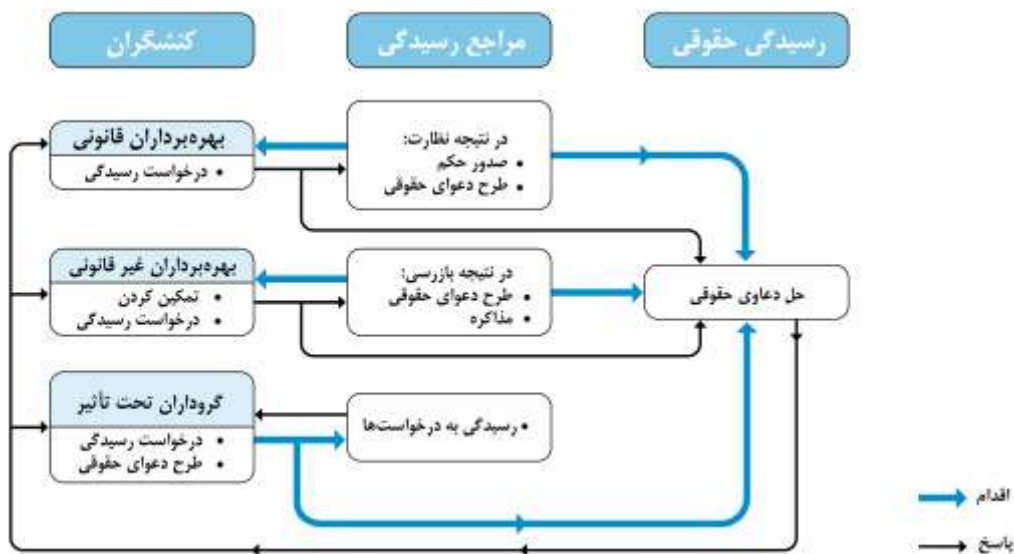 رسیدگی حقوقی
مراجع رسیدگی
کنشگران
بهره‌برداران قانونی
• درخواست رسیدگی
در نتیجه نظارت:
• صدور حکم
• طرح دعوای حقوقی
بهره‌برداران غیر قانونی
• تمکین کردن
• درخواست رسیدگی
در نتیجه بازرسی:
• طرح دعوای حقوقی
• مذاکره
حل دعاوی حقوقی
گروداران تحت تأثیر
• درخواست رسیدگی
• طرح دعوای حقوقی
• رسیدگی به درخواست‌ها
اقدام
پاسخ